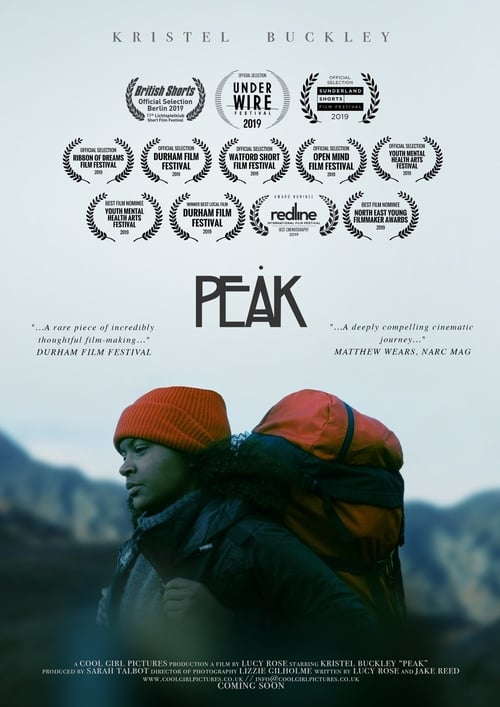 KRISTEL BUCKLEY
British Shorts
Official Selection
Berlin 2019
11th Lichtspielklub
Short Film Festival
OFFICIAL SELECTION
UNDER
WIRE
FESTIVAL
2019
OFFICIAL
SELECTION
SUNDERLAND
SHORTS
FILM FESTIVAL
2019
OFFICIAL SELECTION
RIBBON OF DREAMS
FILM FESTIVAL
2019
OFFICIAL SELECTION
DURHAM FILM
FESTIVAL
2019
OFFICIAL SELECTION
WATFORD SHORT
FILM FESTIVAL
2019
OFFICIAL SELECTION
OPEN MIND
FILM FESTIVAL
2019
OFFICIAL SELECTION
YOUTH MENTAL
HEALTH ARTS
FESTIVAL
2019
BEST FILM NOMINEE
YOUTH MENTAL
HEALTH ARTS
FESTIVAL
2019
WINNER BEST LOCAL FILM
DURHAM FILM
FESTIVAL
2019
AWARD NOMINEE
redline
INTERNATIONAL FILM FESTIVAL
BEST CINEMATOGRAPHY
2019
BEST FILM NOMINEE
NORTH EAST YOUNG
FILMMAKER AWARDS
2019
PEAK
"...A rare piece of incredibly
thoughtful film-making..."
DURHAM FILM FESTIVAL
"...A deeply compelling cinematic
journey..."
MATTHEW WEARS, NARC MAG
A COOL GIRL PICTURES PRODUCTION A FILM BY LUCY ROSE STARRING KRISTEL BUCKLEY "PEAK"
PRODUCED BY SARAH TALBOT DIRECTOR OF PHOTOGRAPHY LIZZIE GILHOLME WRITTEN BY LUCY ROSE AND JAKE REED
WWW.COOLGIRLPICTURES.CO.UK // INFO@COOLGIRLPICTURES.CO.UK
COMING SOON